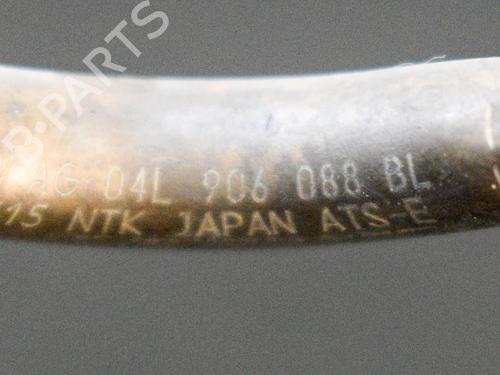 B-PARTS
AG 04L 906 088 BL
15 NTK JAPAN ATS-E